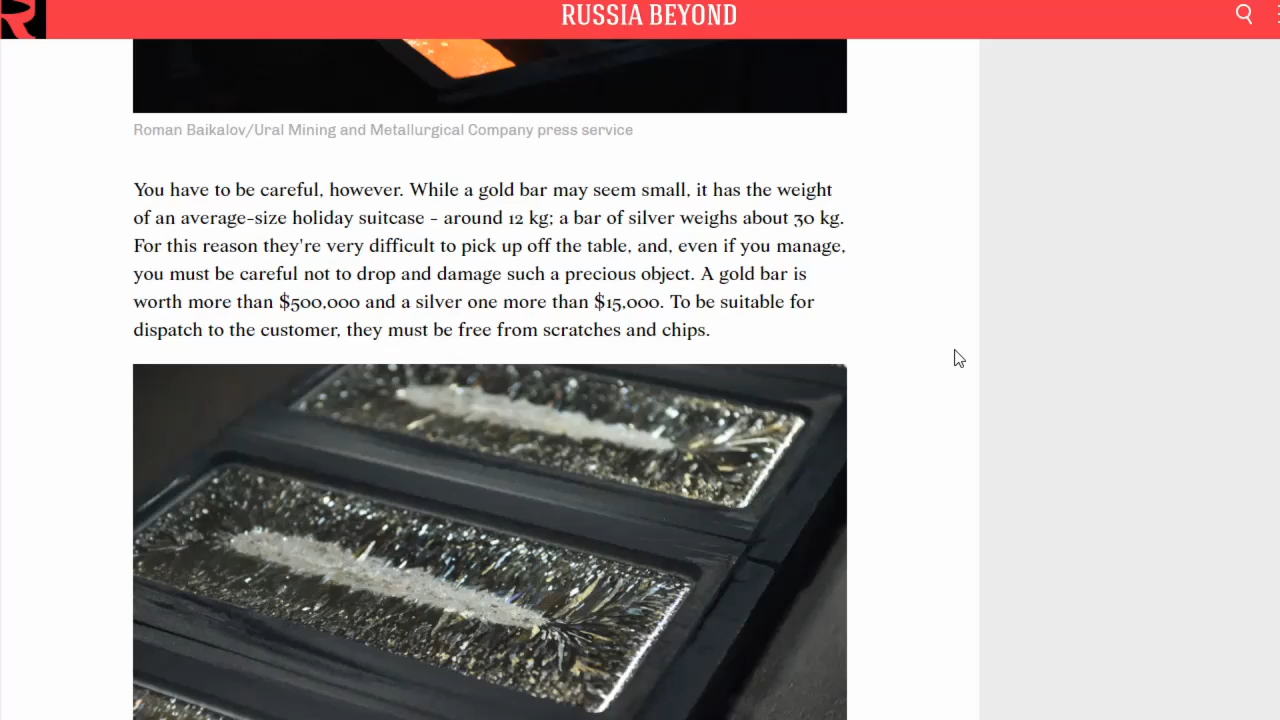 RUSSIA BEYOND
Roman Baikalov/Ural Mining and Metallurgical Company press service
You have to be careful, however. While a gold bar may seem small, it has the weight
of an average-size holiday suitcase - around 12 kg; a bar of silver weighs about 30 kg.
For this reason they're very difficult to pick up off the table, and, even if you manage,
you must be careful not to drop and damage such a precious object. A gold bar is
worth more than $500,000 and a silver one more than $15,000. To be suitable for
dispatch to the customer, they must be free from scratches and chips.